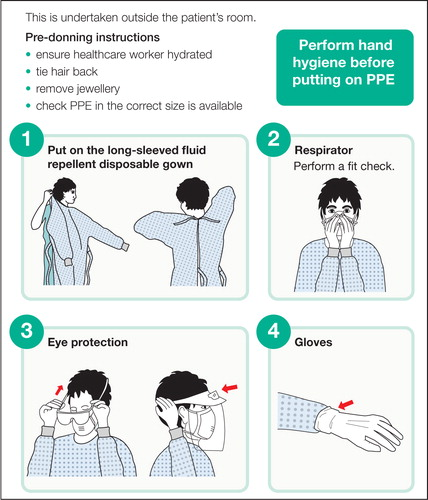 This is undertaken outside the patient's room.
Pre-donning instructions
• ensure healthcare worker hydrated
• tie hair back
• remove jewellery
• check PPE in the correct size is available
Perform hand
hygiene before
putting on PPE
1
Put on the long-sleeved fluid
repellent disposable gown
2
Respirator
Perform a fit check.
3
Eye protection
4
Gloves